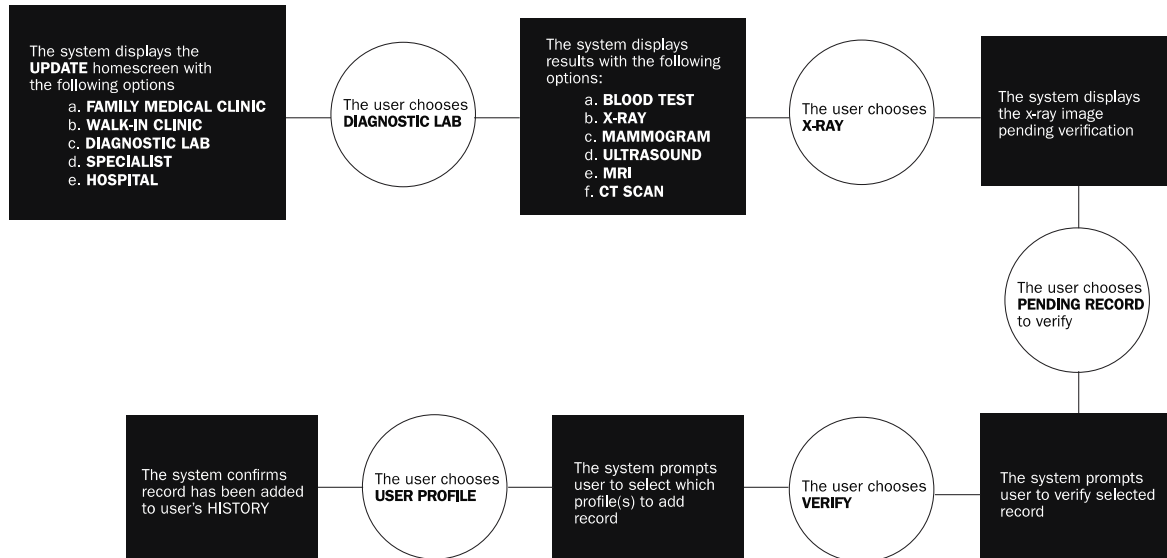 The system displays the
UPDATE homescreen with
the following options
a. FAMILY MEDICAL CLINIC
b. WALK-IN CLINIC
c. DIAGNOSTIC LAB
d. SPECIALIST
e. HOSPITAL
The user chooses
DIAGNOSTIC LAB
The system displays
results with the following
options:
a. BLOOD TEST
b. X-RAY
c. MAMMOGRAM
d. ULTRASOUND
e. MRI
f. CT SCAN
The user chooses
X-RAY
The system displays
the x-ray image
pending verification
The user chooses
PENDING RECORD
to verify
The system prompts
user to verify selected
record
The user chooses
VERIFY
The system prompts
user to select which
profile(s) to add
record
The user chooses
USER PROFILE
The system confirms
record has been added
to user's HISTORY